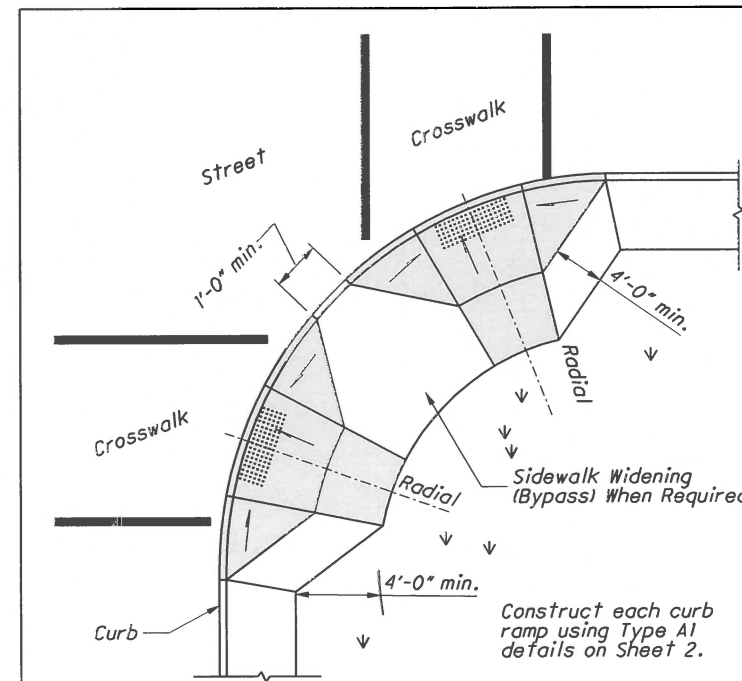 Crosswalk
Street
1'-0" min.
4'-0" min.
Radial
Crosswalk
Sidewalk Widening
(Bypass) When Required
Radial
4'-0" min.
Construct each curb
ramp using Type A1
details on Sheet 2.
Curb